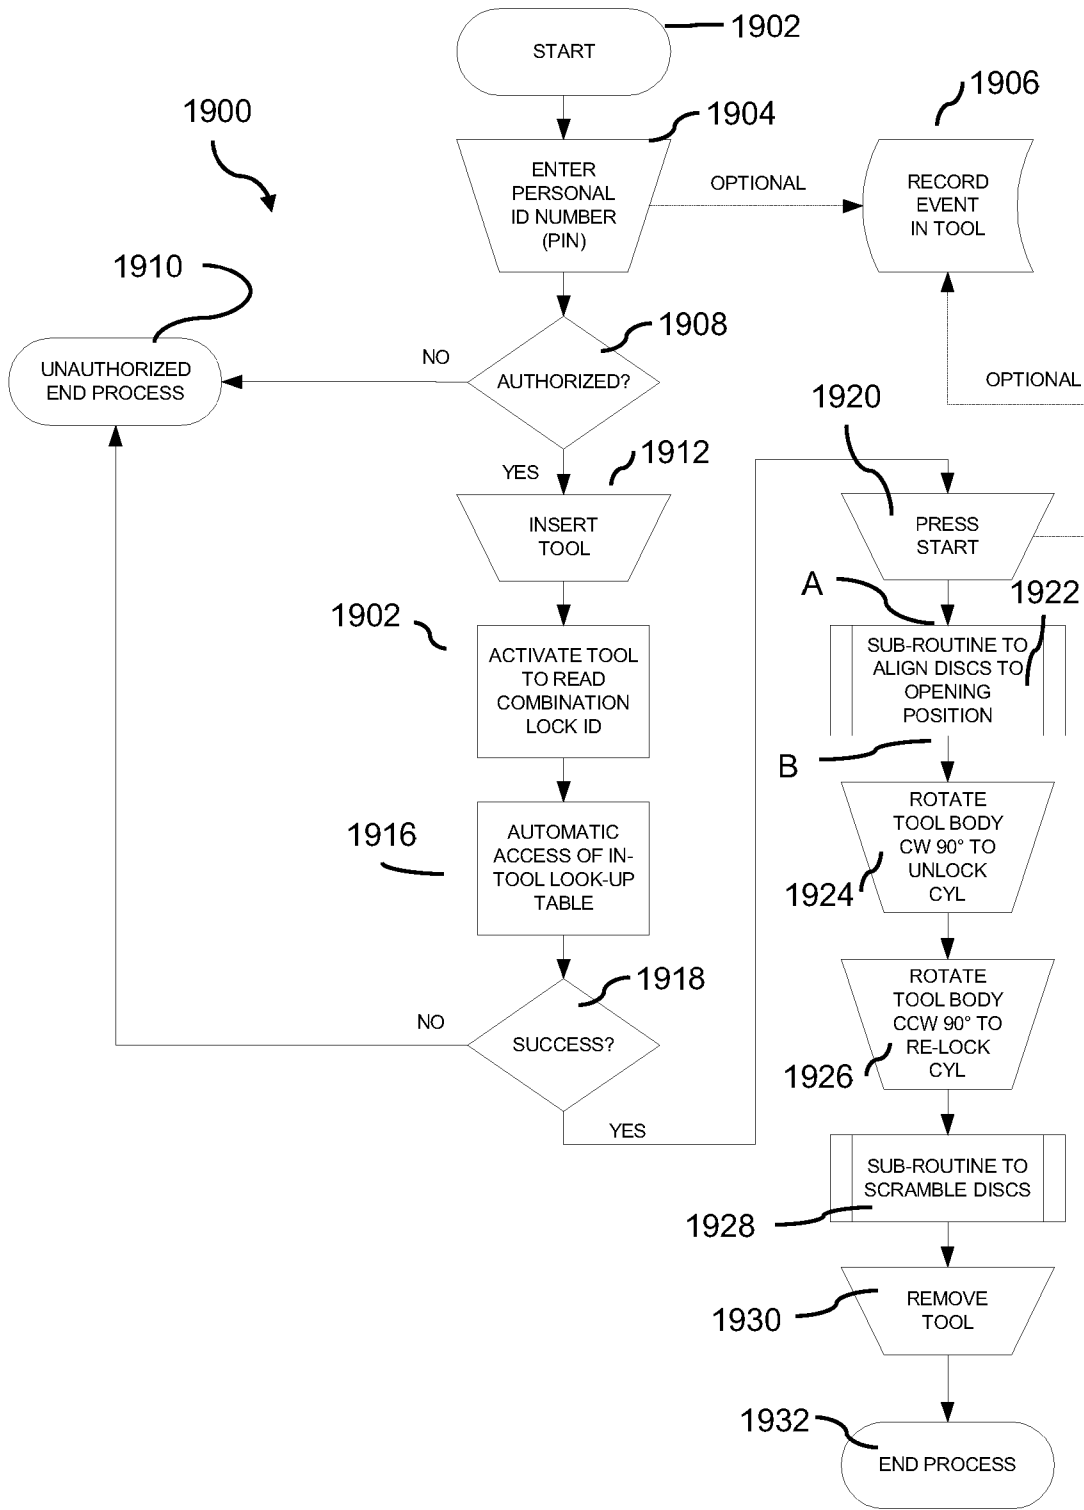 1902
START
1900
1904
ENTER
PERSONAL
ID NUMBER
(PIN)
OPTIONAL
1906
RECORD
EVENT
IN TOOL
1910
UNAUTHORIZED
END PROCESS
NO
1908
AUTHORIZED?
YES
1912
INSERT
TOOL
1902
ACTIVATE TOOL
TO READ
COMBINATION
LOCK ID
1916
AUTOMATIC
ACCESS OF IN-
TOOL LOOK-UP
TABLE
1918
SUCCESS?
NO
YES
OPTIONAL
1920
PRESS
START
A
1922
SUB-ROUTINE TO
ALIGN DISCS TO
OPENING
POSITION
B
ROTATE
TOOL BODY
CW 90° TO
UNLOCK
CYL
1924
ROTATE
TOOL BODY
CCW 90° TO
RE-LOCK
CYL
1926
SUB-ROUTINE TO
SCRAMBLE DISCS
1928
REMOVE
TOOL
1930
1932
END PROCESS